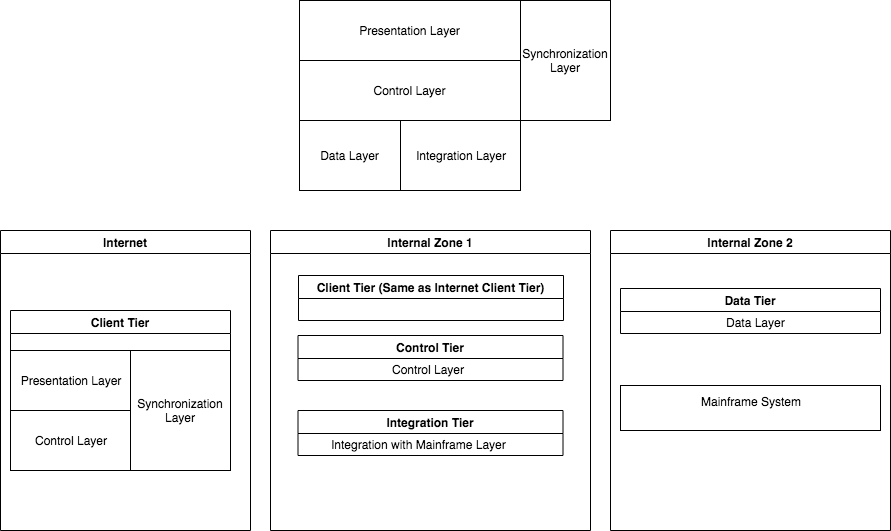 Presentation Layer
Synchronization
Layer
Control Layer
Data Layer
Integration Layer
Internet
Client Tier
Presentation Layer
Synchronization
Layer
Control Layer
Internal Zone 1
Client Tier (Same as Internet Client Tier)
Control Tier
Control Layer
Integration Tier
Integration with Mainframe Layer
Internal Zone 2
Data Tier
Data Layer
Mainframe System